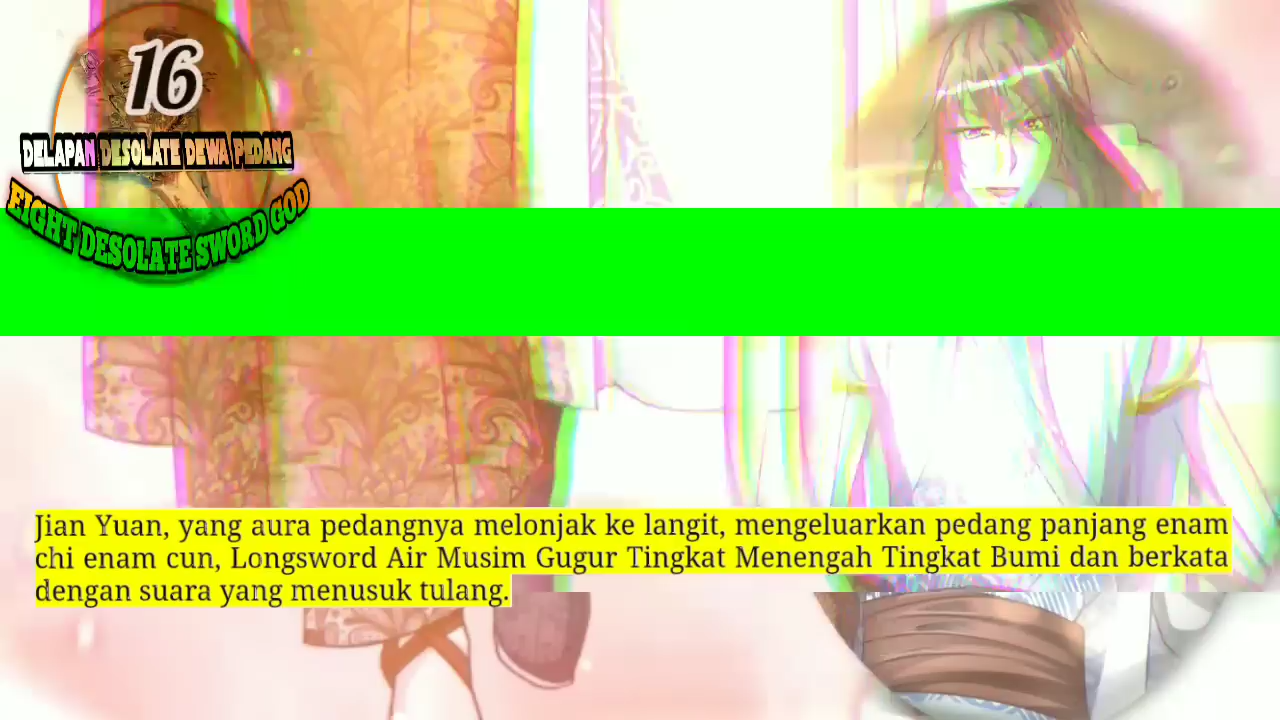 16
DELAPAN DESOLATE DEWA PEDANG
EIGHT DESOLATE SWORD GOD
Jian Yuan, yang aura pedangnya melonjak ke langit, mengeluarkan pedang panjang enam
chi enam cun, Longsword Air Musim Gugur Tingkat Menengah Tingkat Bumi dan berkata
dengan suara yang menusuk tulang.